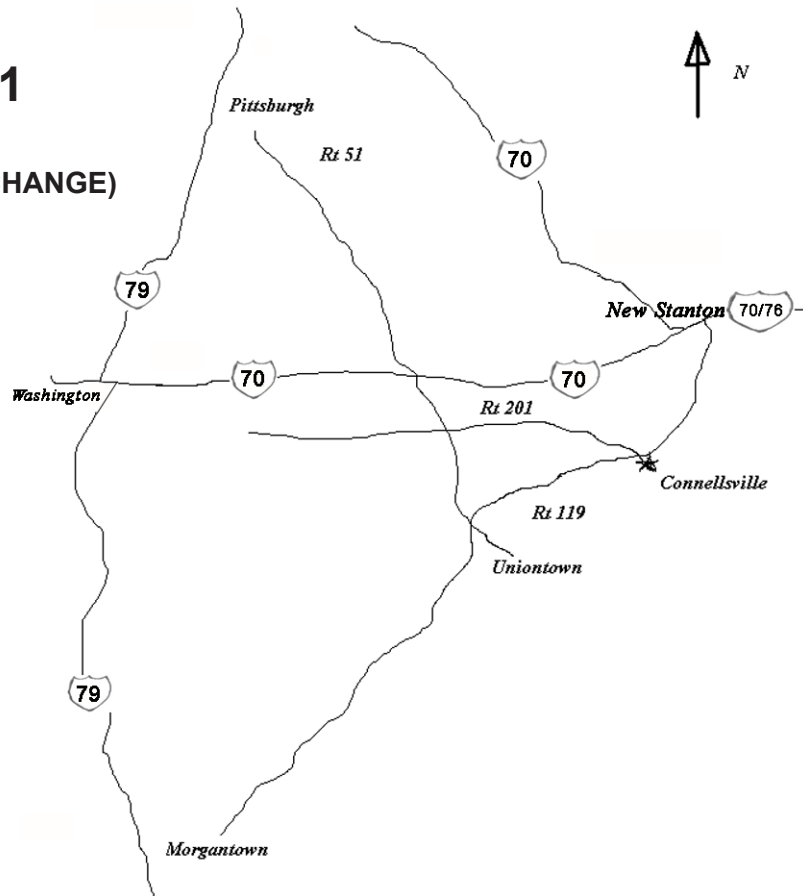 1
HANGE)
N
Pittsburgh
Rt 51
70
79
New Stanton
70/76
Washington
70
70
Rt 201
Connellsville
Rt 119
Uniontown
79
Morgantown